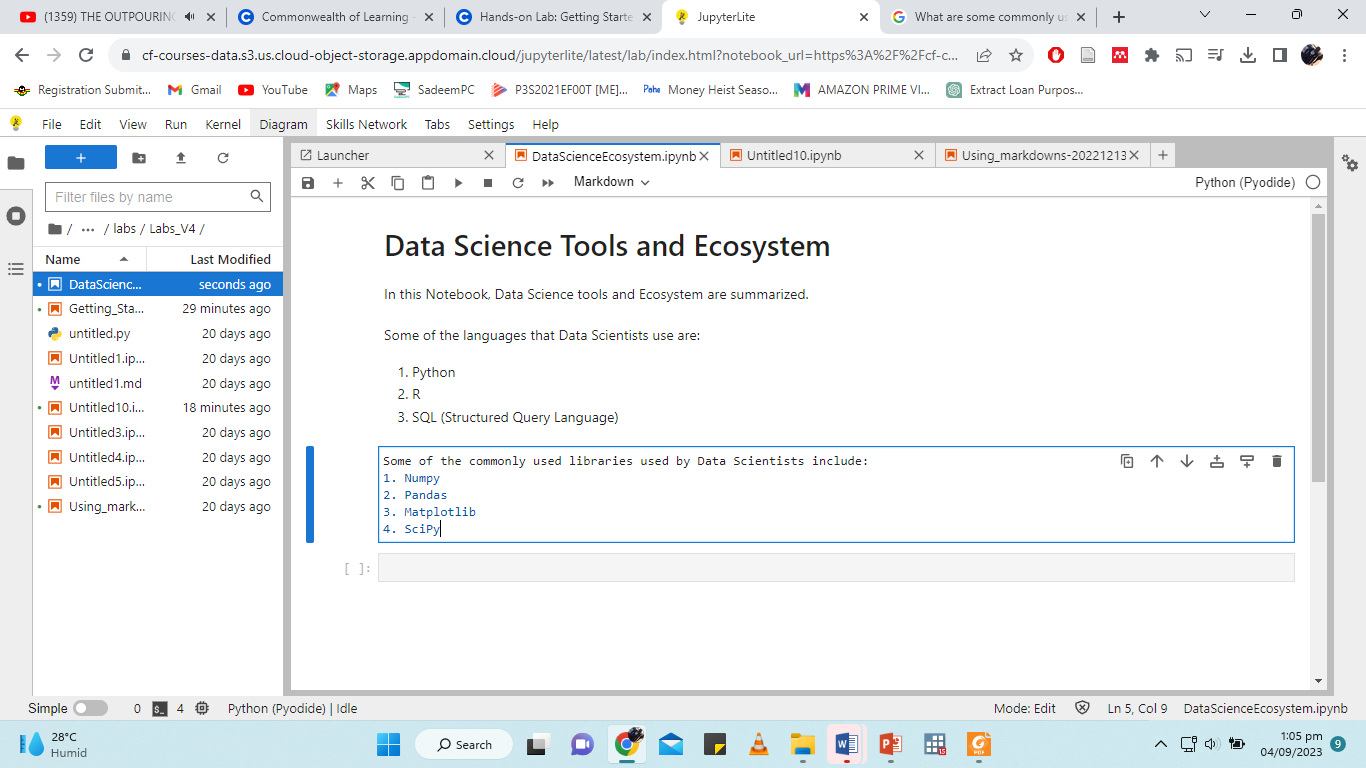 (1359) THE OUTPOURING
Commonwealth of Learning -
Hands-on Lab: Getting Starte
JupyterLite
What are some commonly us
cf-courses-data.s3.us.cloud-object-storage.appdomain.cloud/jupyterlite/latest/lab/index.html?notebook_url=https%3A%2F%2Fcf-c...
Registration Submit...
Gmail
YouTube
Maps
SadeemPC
P3S2021EF00T [ME]...
Pahe
Money Heist Seaso...
AMAZON PRIME VI...
Extract Loan Purpos...
File Edit View Run Kernel Diagram Skills Network Tabs Settings Help
Filter files by name
/ ... / labs / Labs_V4 /
Name Last Modified
DataScienc... seconds ago
Getting_Sta... 29 minutes ago
untitled.py 20 days ago
Untitled1.ip... 20 days ago
untitled1.md 20 days ago
Untitled10.i... 18 minutes ago
Untitled3.ip... 20 days ago
Untitled4.ip... 20 days ago
Untitled5.ip... 20 days ago
Using_mark... 20 days ago
Launcher
DataScienceEcosystem.ipynb
Untitled10.ipynb
Using_markdowns-20221213
Markdown
Python (Pyodide)
Data Science Tools and Ecosystem
In this Notebook, Data Science tools and Ecosystem are summarized.
Some of the languages that Data Scientists use are:
1. Python
2. R
3. SQL (Structured Query Language)
Some of the commonly used libraries used by Data Scientists include:
1. Numpy
2. Pandas
3. Matplotlib
4. SciPy
[ ]:
Simple 0 4 Python (Pyodide) | Idle
Mode: Edit Ln 5, Col 9 DataScienceEcosystem.ipynb
28°C
Humid
Search
1:05 pm
04/09/2023
9